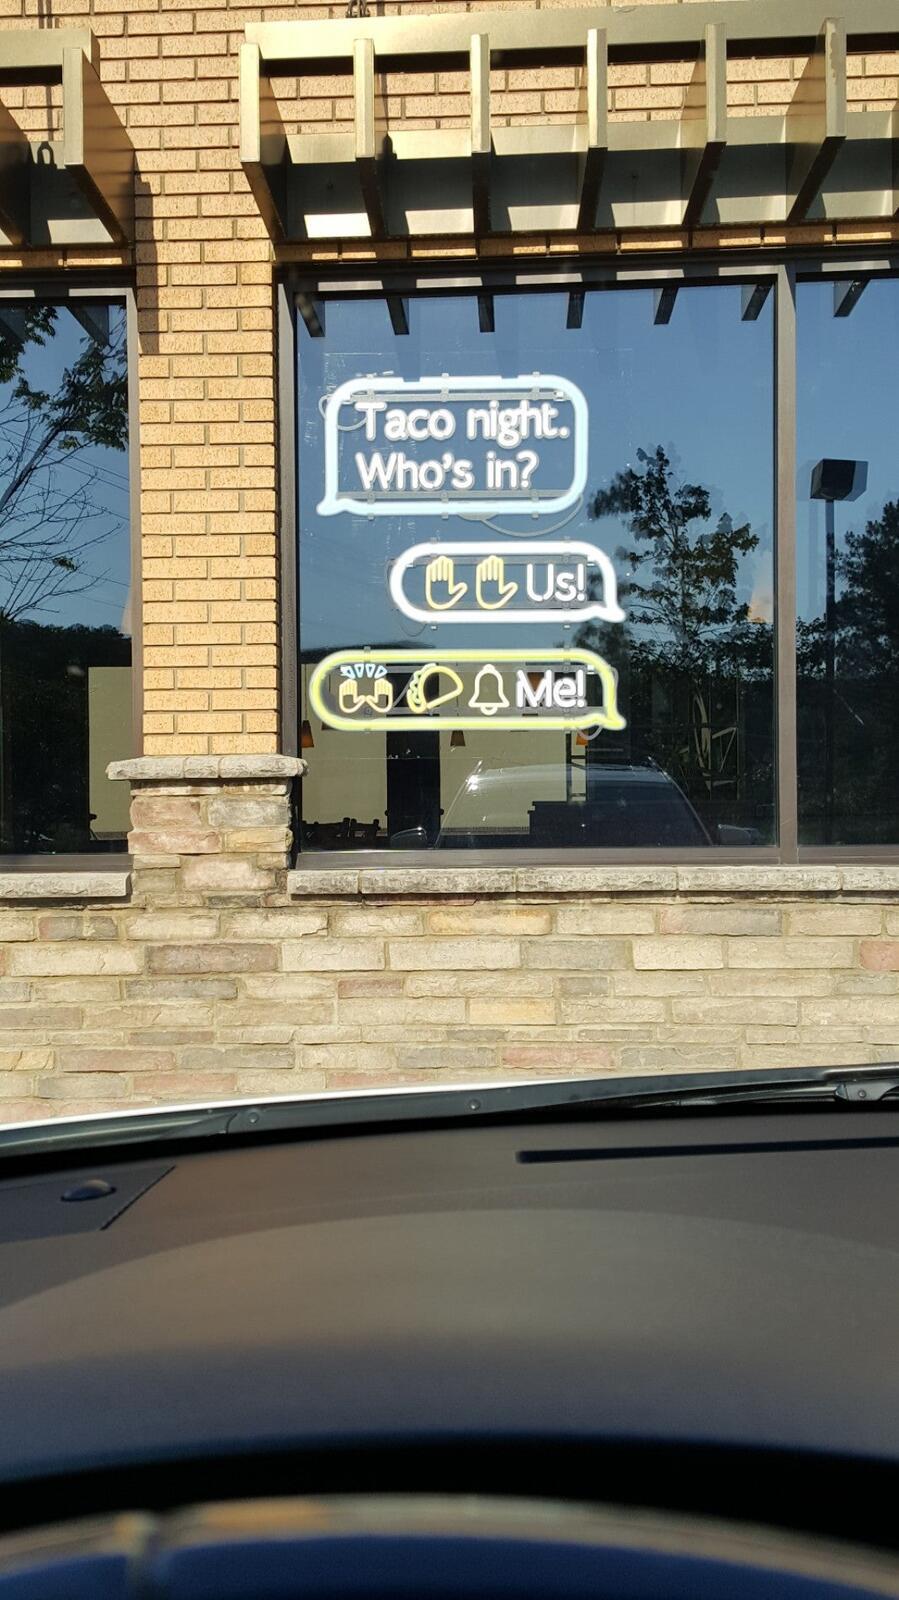 Taco night.
Who's in?
✋✋ Us!
🙌🌮🔔 Me!